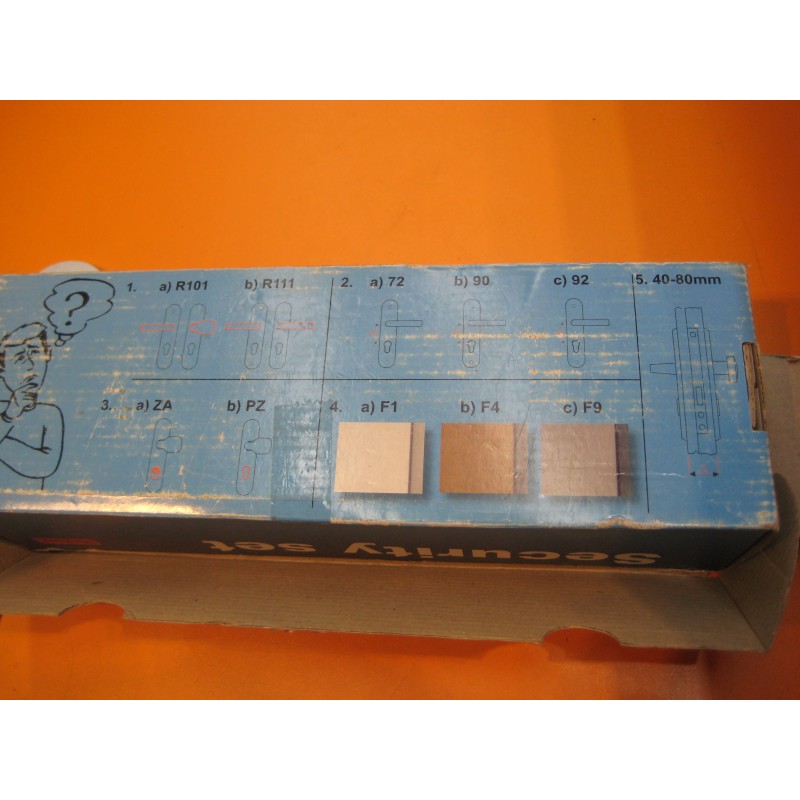 ?
1. a) R101 b) R111
2. a) 72 b) 90 c) 92
5. 40-80mm
3. a) ZA b) PZ
4. a) F1 b) F4 c) F9
Security set